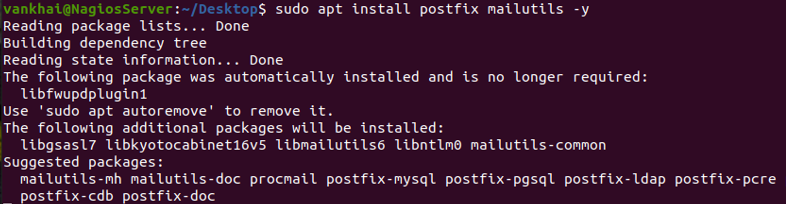 vankhai@NagiosServer:~/Desktop$ sudo apt install postfix mailutils -y
Reading package lists... Done
Building dependency tree
Reading state information... Done
The following package was automatically installed and is no longer required:
  libfwupdplugin1
Use 'sudo apt autoremove' to remove it.
The following additional packages will be installed:
  libgsasl7 libkyotocabinet16v5 libmailutils6 libntlm0 mailutils-common
Suggested packages:
  mailutils-mh mailutils-doc procmail postfix-mysql postfix-pgsql postfix-ldap postfix-pcre
  postfix-cdb postfix-doc